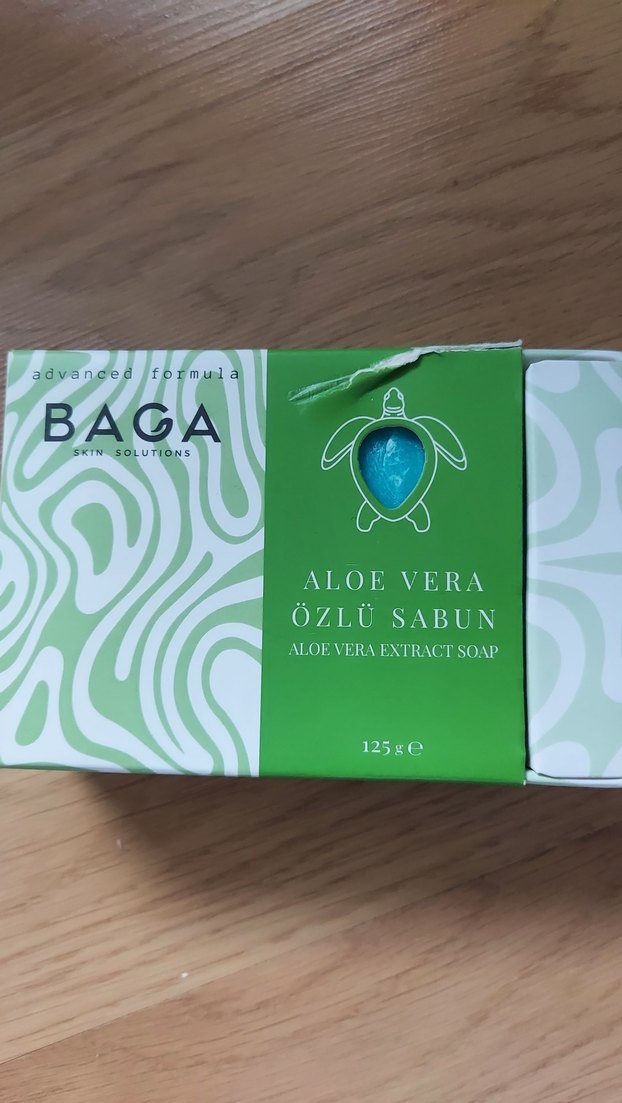 advanced formula
BAGA
SKIN SOLUTIONS
ALOE VERA
ÖZLÜ SABUN
ALOE VERA EXTRACT SOAP
125 g ℮